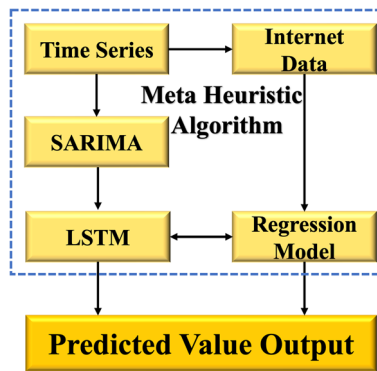 Time Series
Internet
Data
Meta Heuristic
Algorithm
SARIMA
LSTM
Regression
Model
Predicted Value Output